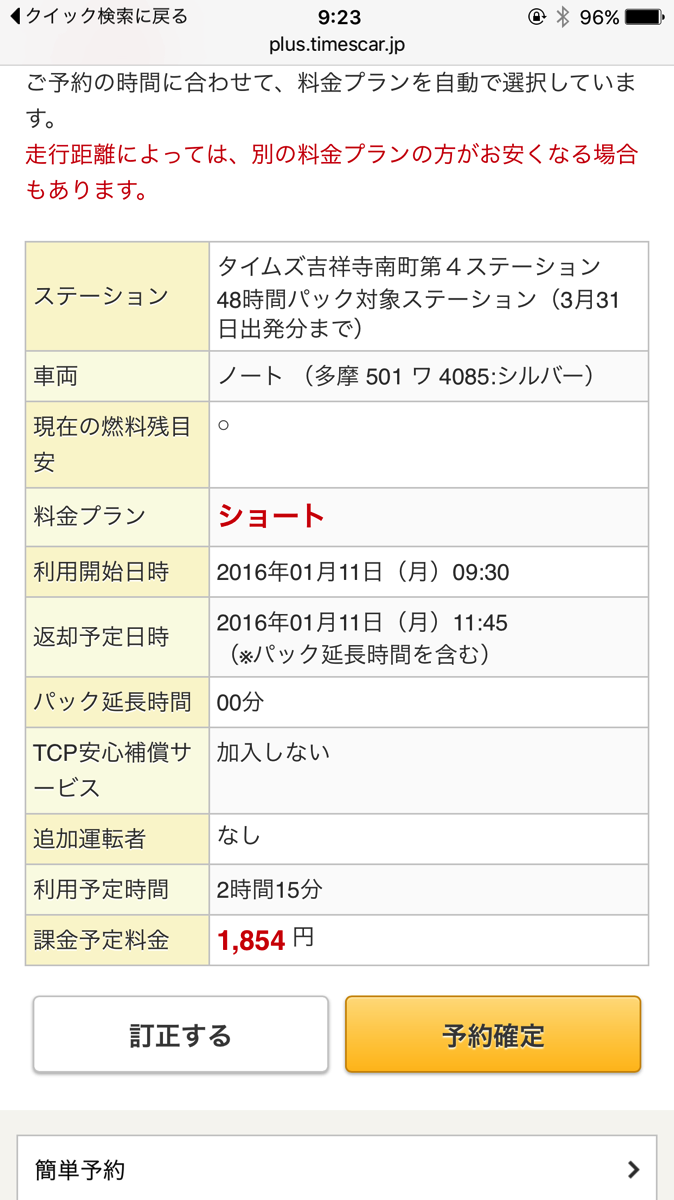 クイック検索に戻る 9:23 96%
plus.timescar.jp
ご予約の時間に合わせて、料金プランを自動で選択していま
す。
走行距離によっては、別の料金プランの方がお安くなる場合
もあります。
ステーション
タイムズ吉祥寺南町第４ステーション
48時間パック対象ステーション（3月31
日出発分まで）
車両
ノート （多摩 501 ワ 4085:シルバー）
現在の燃料残目
安
○
料金プラン
ショート
利用開始日時
2016年01月11日（月）09:30
返却予定日時
2016年01月11日（月）11:45
（※パック延長時間を含む）
パック延長時間
00分
TCP安心補償サ
ービス
加入しない
追加運転者
なし
利用予定時間
2時間15分
課金予定料金
1,854 円
訂正する
予約確定
簡単予約